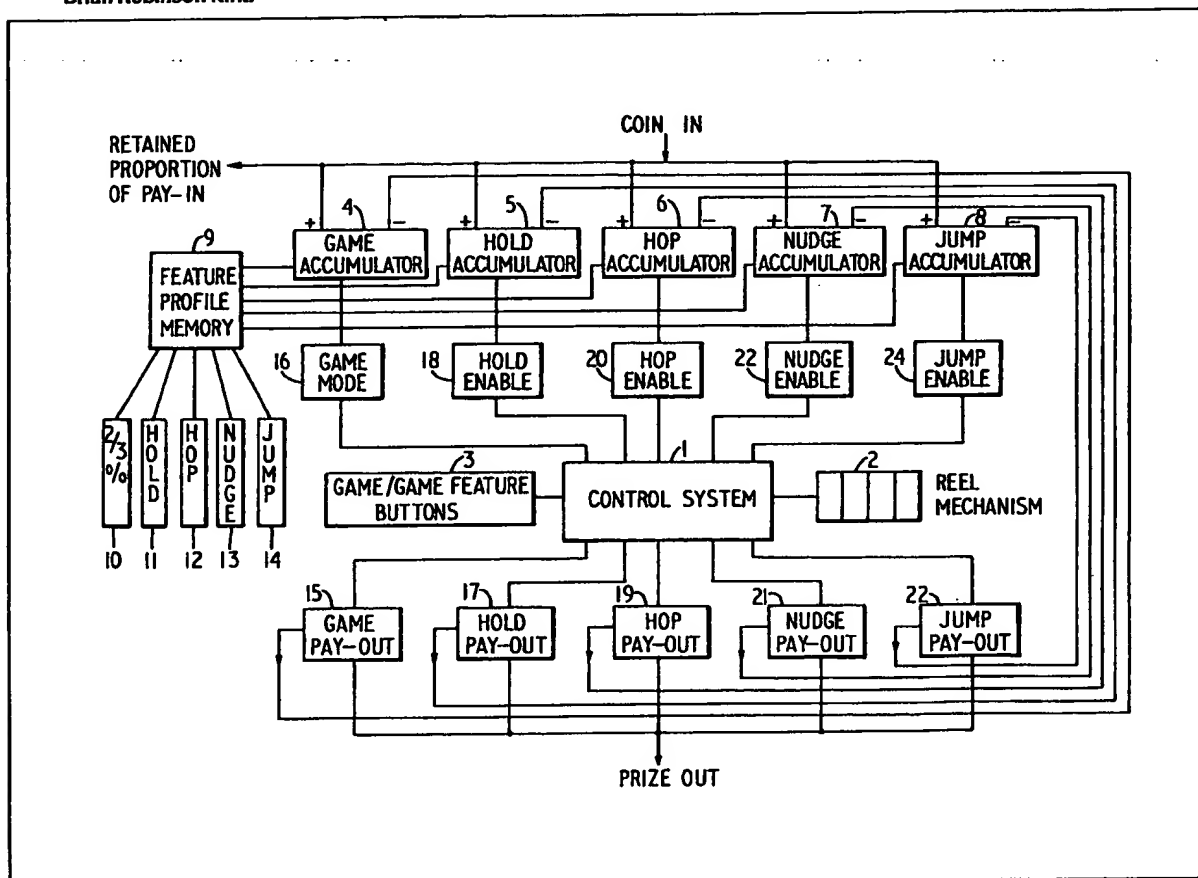 COIN IN
RETAINED
PROPORTION
OF PAY-IN
4
5
6
7
8
+
−
+
−
+
−
+
−
+
−
9
GAME
ACCUMULATOR
HOLD
ACCUMULATOR
HOP
ACCUMULATOR
NUDGE
ACCUMULATOR
JUMP
ACCUMULATOR
FEATURE
PROFILE
MEMORY
16
GAME
MODE
18
HOLD
ENABLE
20
HOP
ENABLE
22
NUDGE
ENABLE
24
JUMP
ENABLE
2/3
%
HOLD
HOP
NUDGE
JUMP
10
11
12
13
14
3
GAME/GAME FEATURE
BUTTONS
1
CONTROL SYSTEM
2
REEL
MECHANISM
15
GAME
PAY-OUT
17
HOLD
PAY-OUT
19
HOP
PAY-OUT
21
NUDGE
PAY-OUT
22
JUMP
PAY-OUT
PRIZE OUT